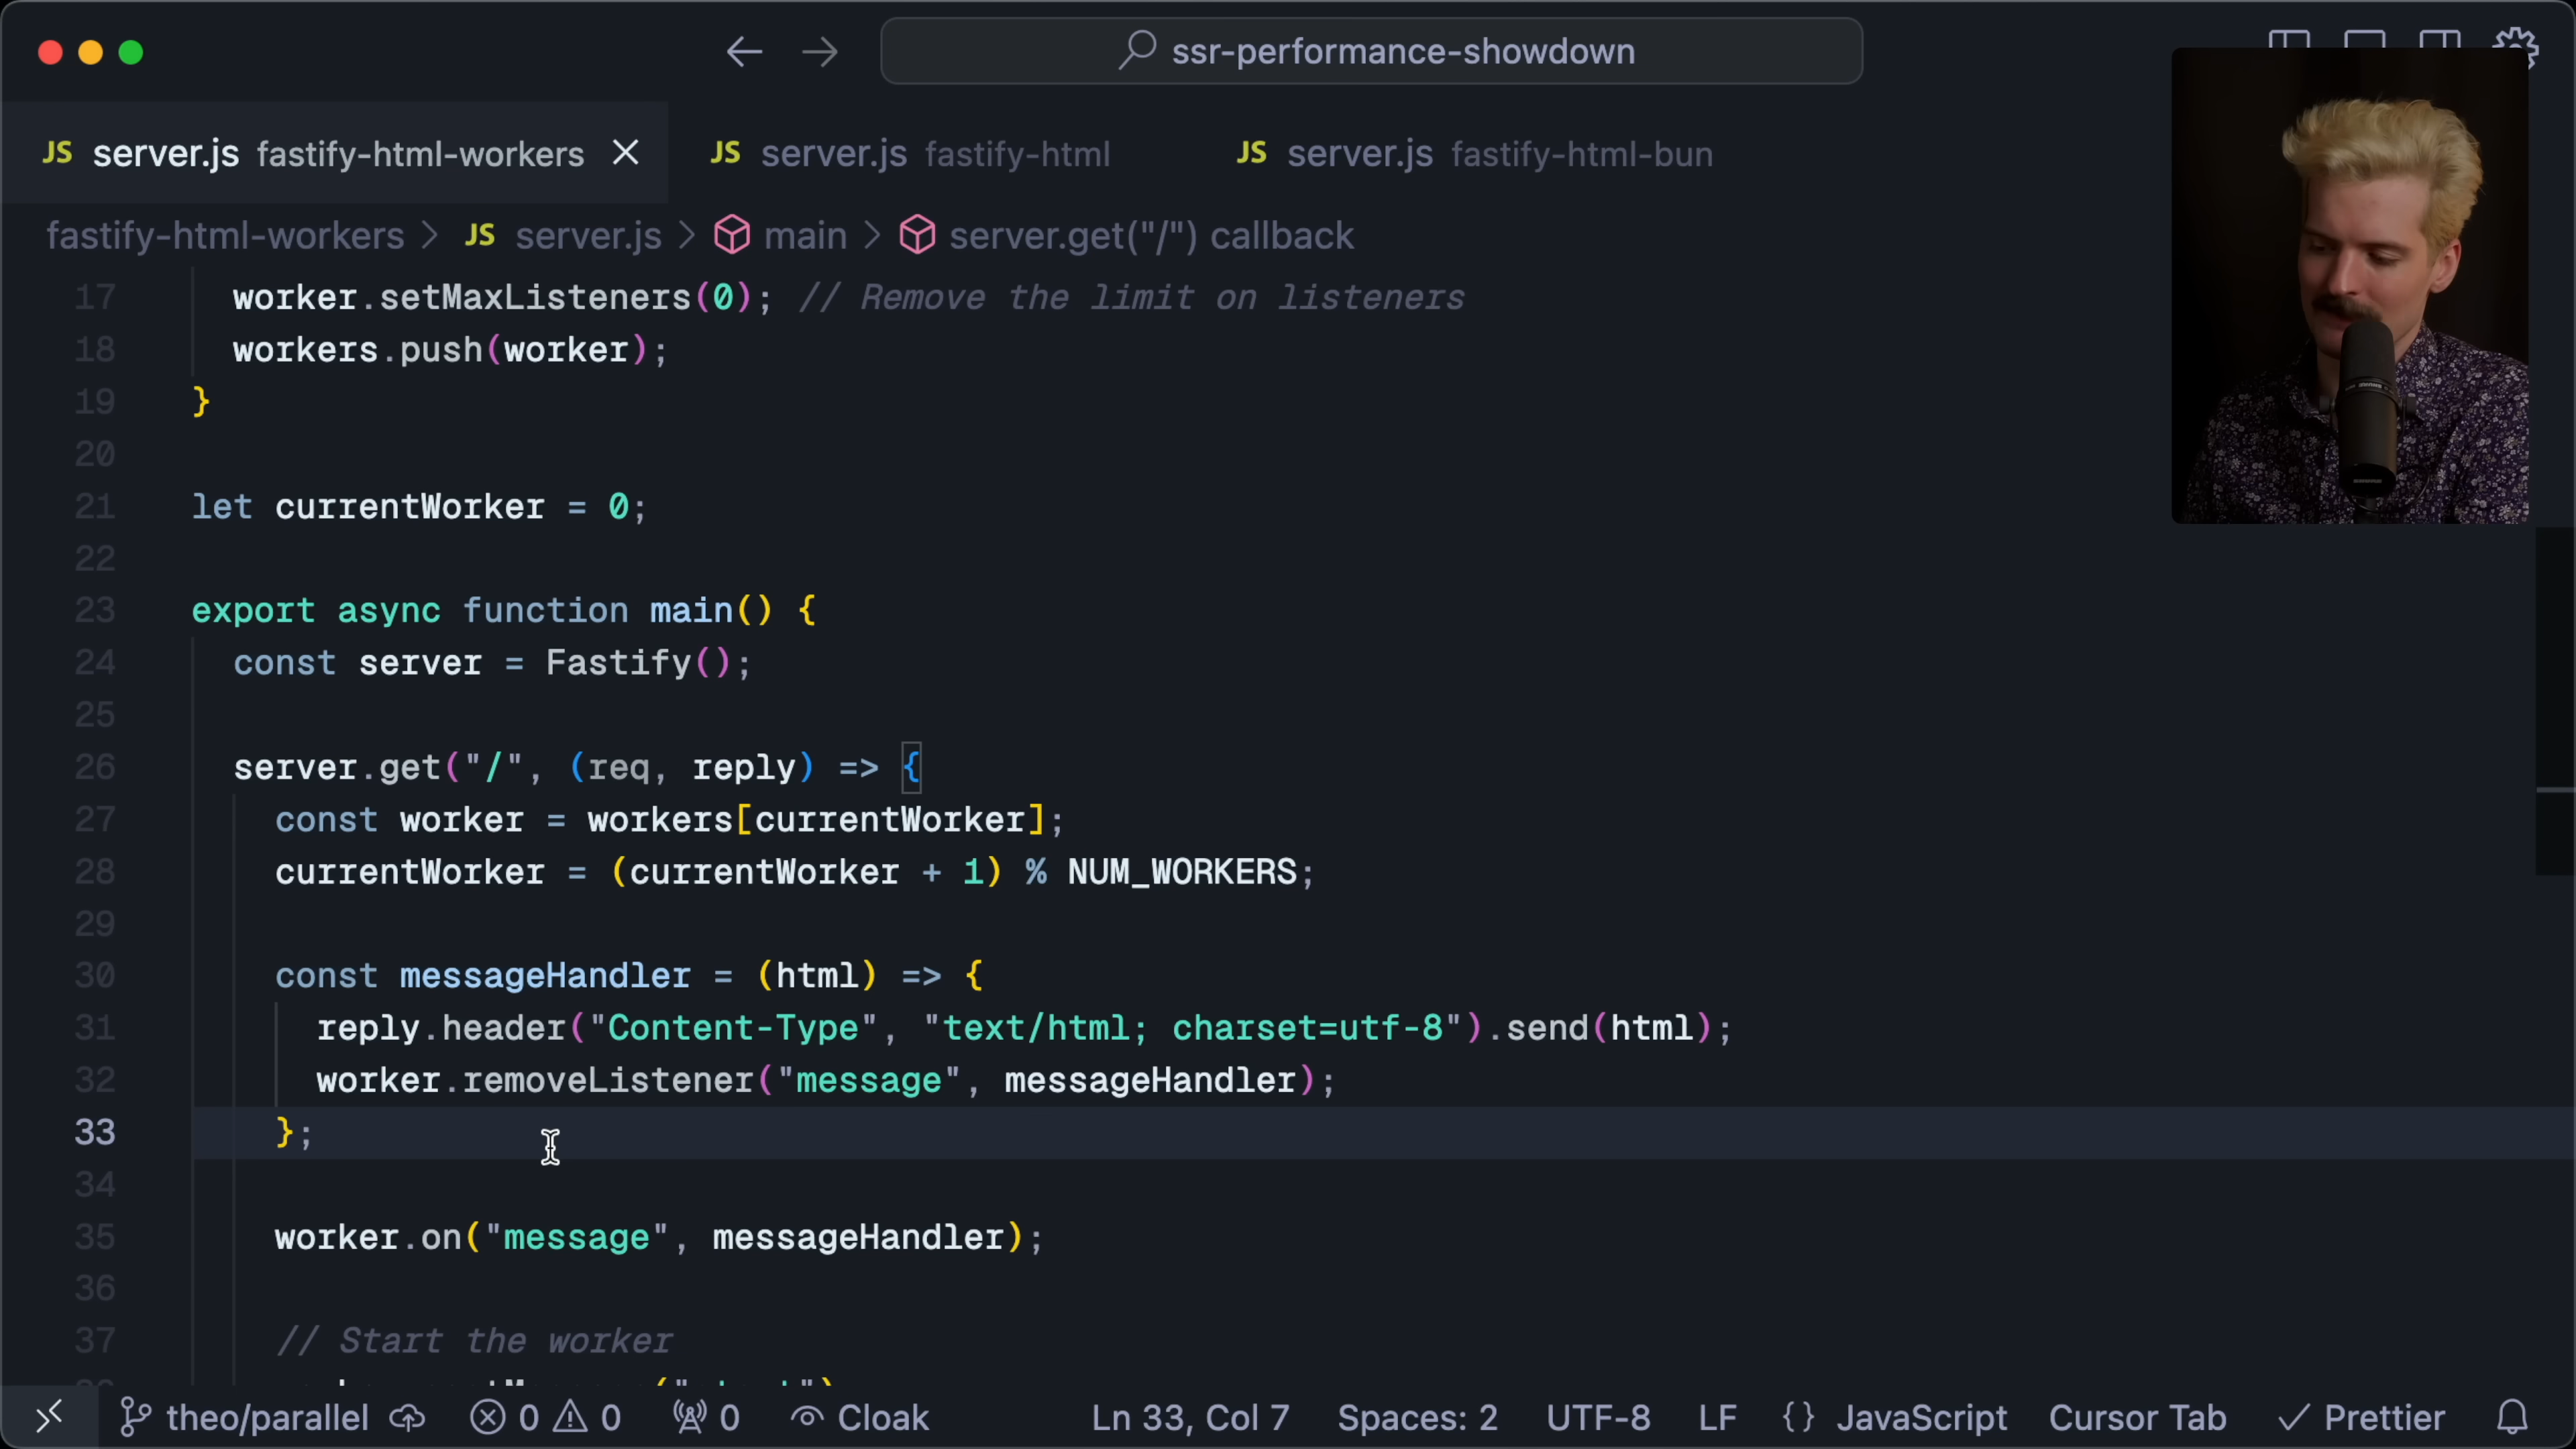 ssr-performance-showdown
JS server.js fastify-html-workers
JS server.js fastify-html
JS server.js fastify-html-bun
fastify-html-workers > JS server.js > main > server.get("/") callback
17 worker.setMaxListeners(0); // Remove the limit on listeners
18 workers.push(worker);
19 }
20
21 let currentWorker = 0;
22
23 export async function main() {
24 const server = Fastify();
25
26 server.get("/", (req, reply) => {
27 const worker = workers[currentWorker];
28 currentWorker = (currentWorker + 1) % NUM_WORKERS;
29
30 const messageHandler = (html) => {
31 reply.header("Content-Type", "text/html; charset=utf-8").send(html);
32 worker.removeListener("message", messageHandler);
33 };
34
35 worker.on("message", messageHandler);
36
37 // Start the worker
theo/parallel 0 0 0 Cloak Ln 33, Col 7 Spaces: 2 UTF-8 LF {} JavaScript Cursor Tab Prettier